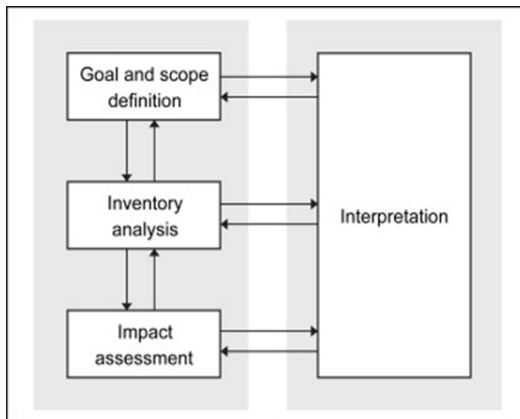 Goal and scope
definition
Inventory
analysis
Interpretation
Impact
assessment